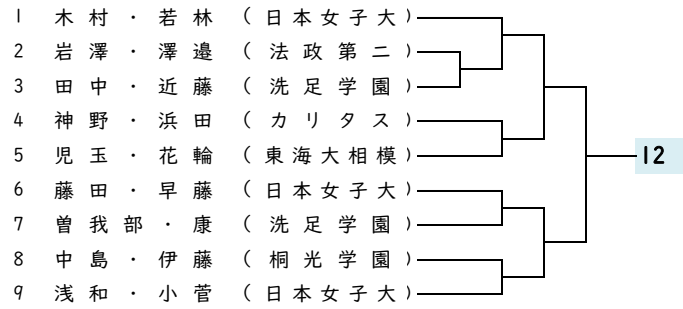 1 木村・若林 (日本女子大)
2 岩澤・澤邉 (法政第二)
3 田中・近藤 (洗足学園)
4 神野・浜田 (カリタス)
5 児玉・花輪 (東海大相模)
12
6 藤田・早藤 (日本女子大)
7 曽我部・康 (洗足学園)
8 中島・伊藤 (桐光学園)
9 浅和・小菅 (日本女子大)